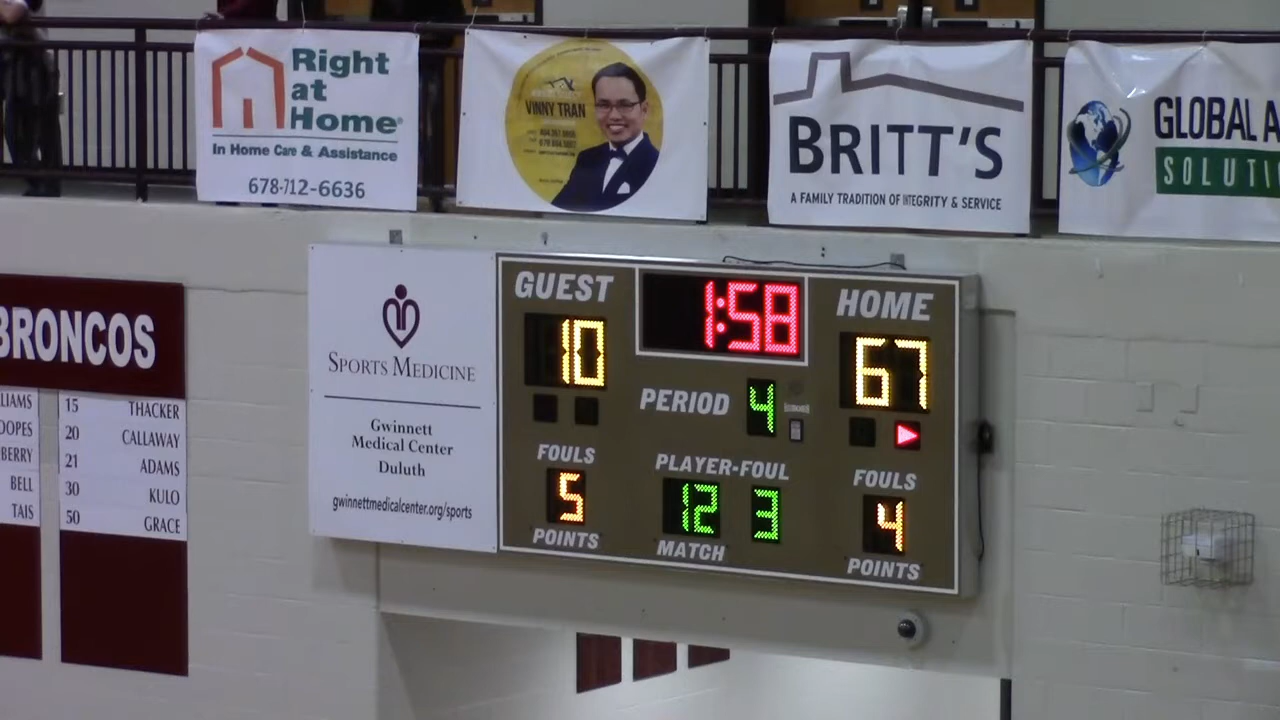 Right
at
Home
In Home Care & Assistance
678-712-6636
VINNY TRAN
BRITT'S
A FAMILY TRADITION OF INTEGRITY & SERVICE
GLOBAL A
SOLUTI
BRONCOS
LIAMS
OOPES
BERRY
BELL
TAIS
15 THACKER
20 CALLAWAY
21 ADAMS
30 KULO
50 GRACE
SPORTS MEDICINE
Gwinnett
Medical Center
Duluth
gwinnettmedicalcenter.org/sports
GUEST
1:58
HOME
10
67
PERIOD 4
FOULS
PLAYER-FOUL
FOULS
5
12 3
4
POINTS
MATCH
POINTS